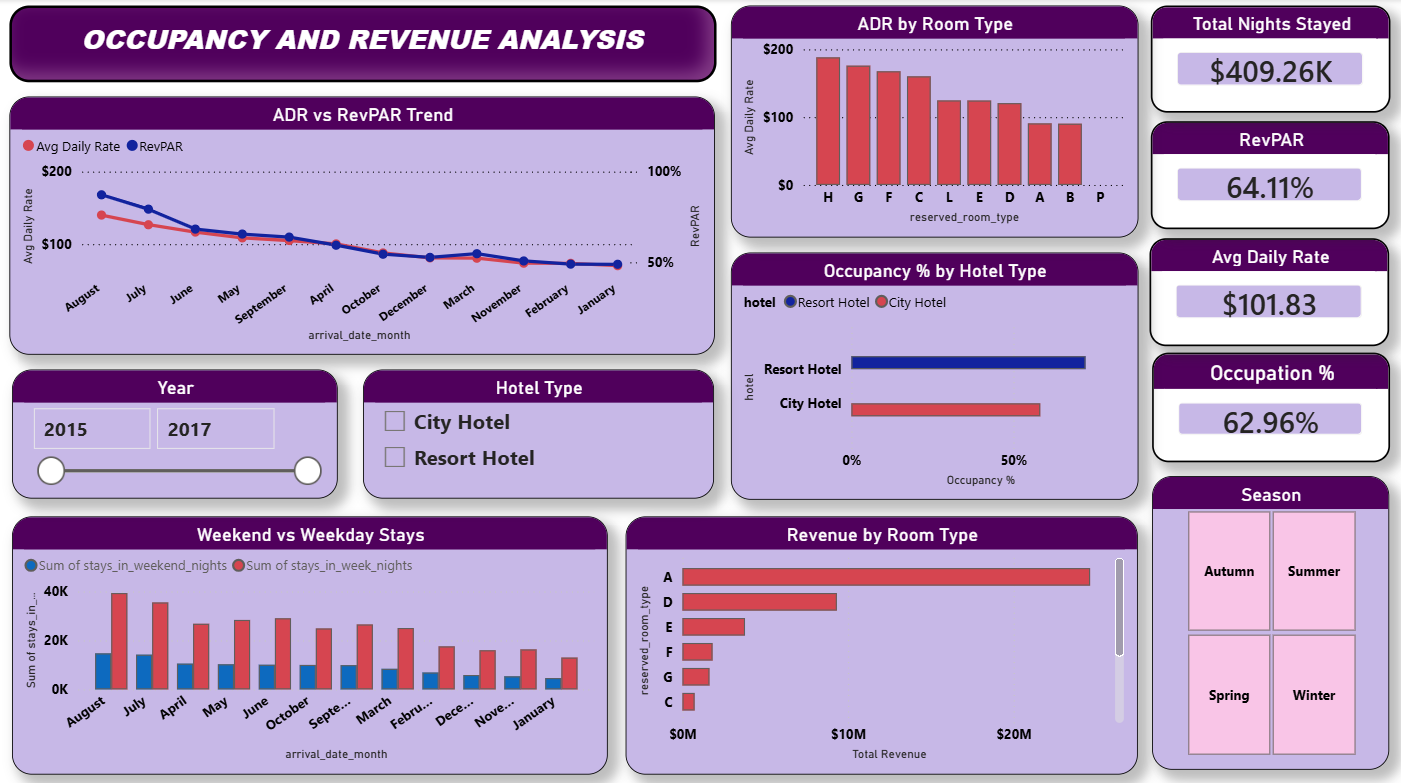 OCCUPANCY AND REVENUE ANALYSIS
ADR vs RevPAR Trend
Avg Daily Rate RevPAR
$200
$100
100%
50%
Avg Daily Rate
RevPAR
August
July
June
May
September
April
October
December
March
November
February
January
arrival_date_month
ADR by Room Type
$200
$100
$0
Avg Daily Rate
H G F C L E D A B P
reserved_room_type
Total Nights Stayed
$409.26K
RevPAR
64.11%
Avg Daily Rate
$101.83
Occupation %
62.96%
Year
2015 2017
Hotel Type
City Hotel
Resort Hotel
Occupancy % by Hotel Type
hotel Resort Hotel City Hotel
hotel
Resort Hotel
City Hotel
0% 50%
Occupancy %
Weekend vs Weekday Stays
Sum of stays_in_weekend_nights Sum of stays_in_week_nights
40K
20K
0K
Sum of stays_in_...
August
July
April
May
June
October
Septe...
March
Febru...
Dece...
Nove...
January
arrival_date_month
Revenue by Room Type
reserved_room_type
A
D
E
F
G
C
$0M $10M $20M
Total Revenue
Season
Autumn Summer
Spring Winter